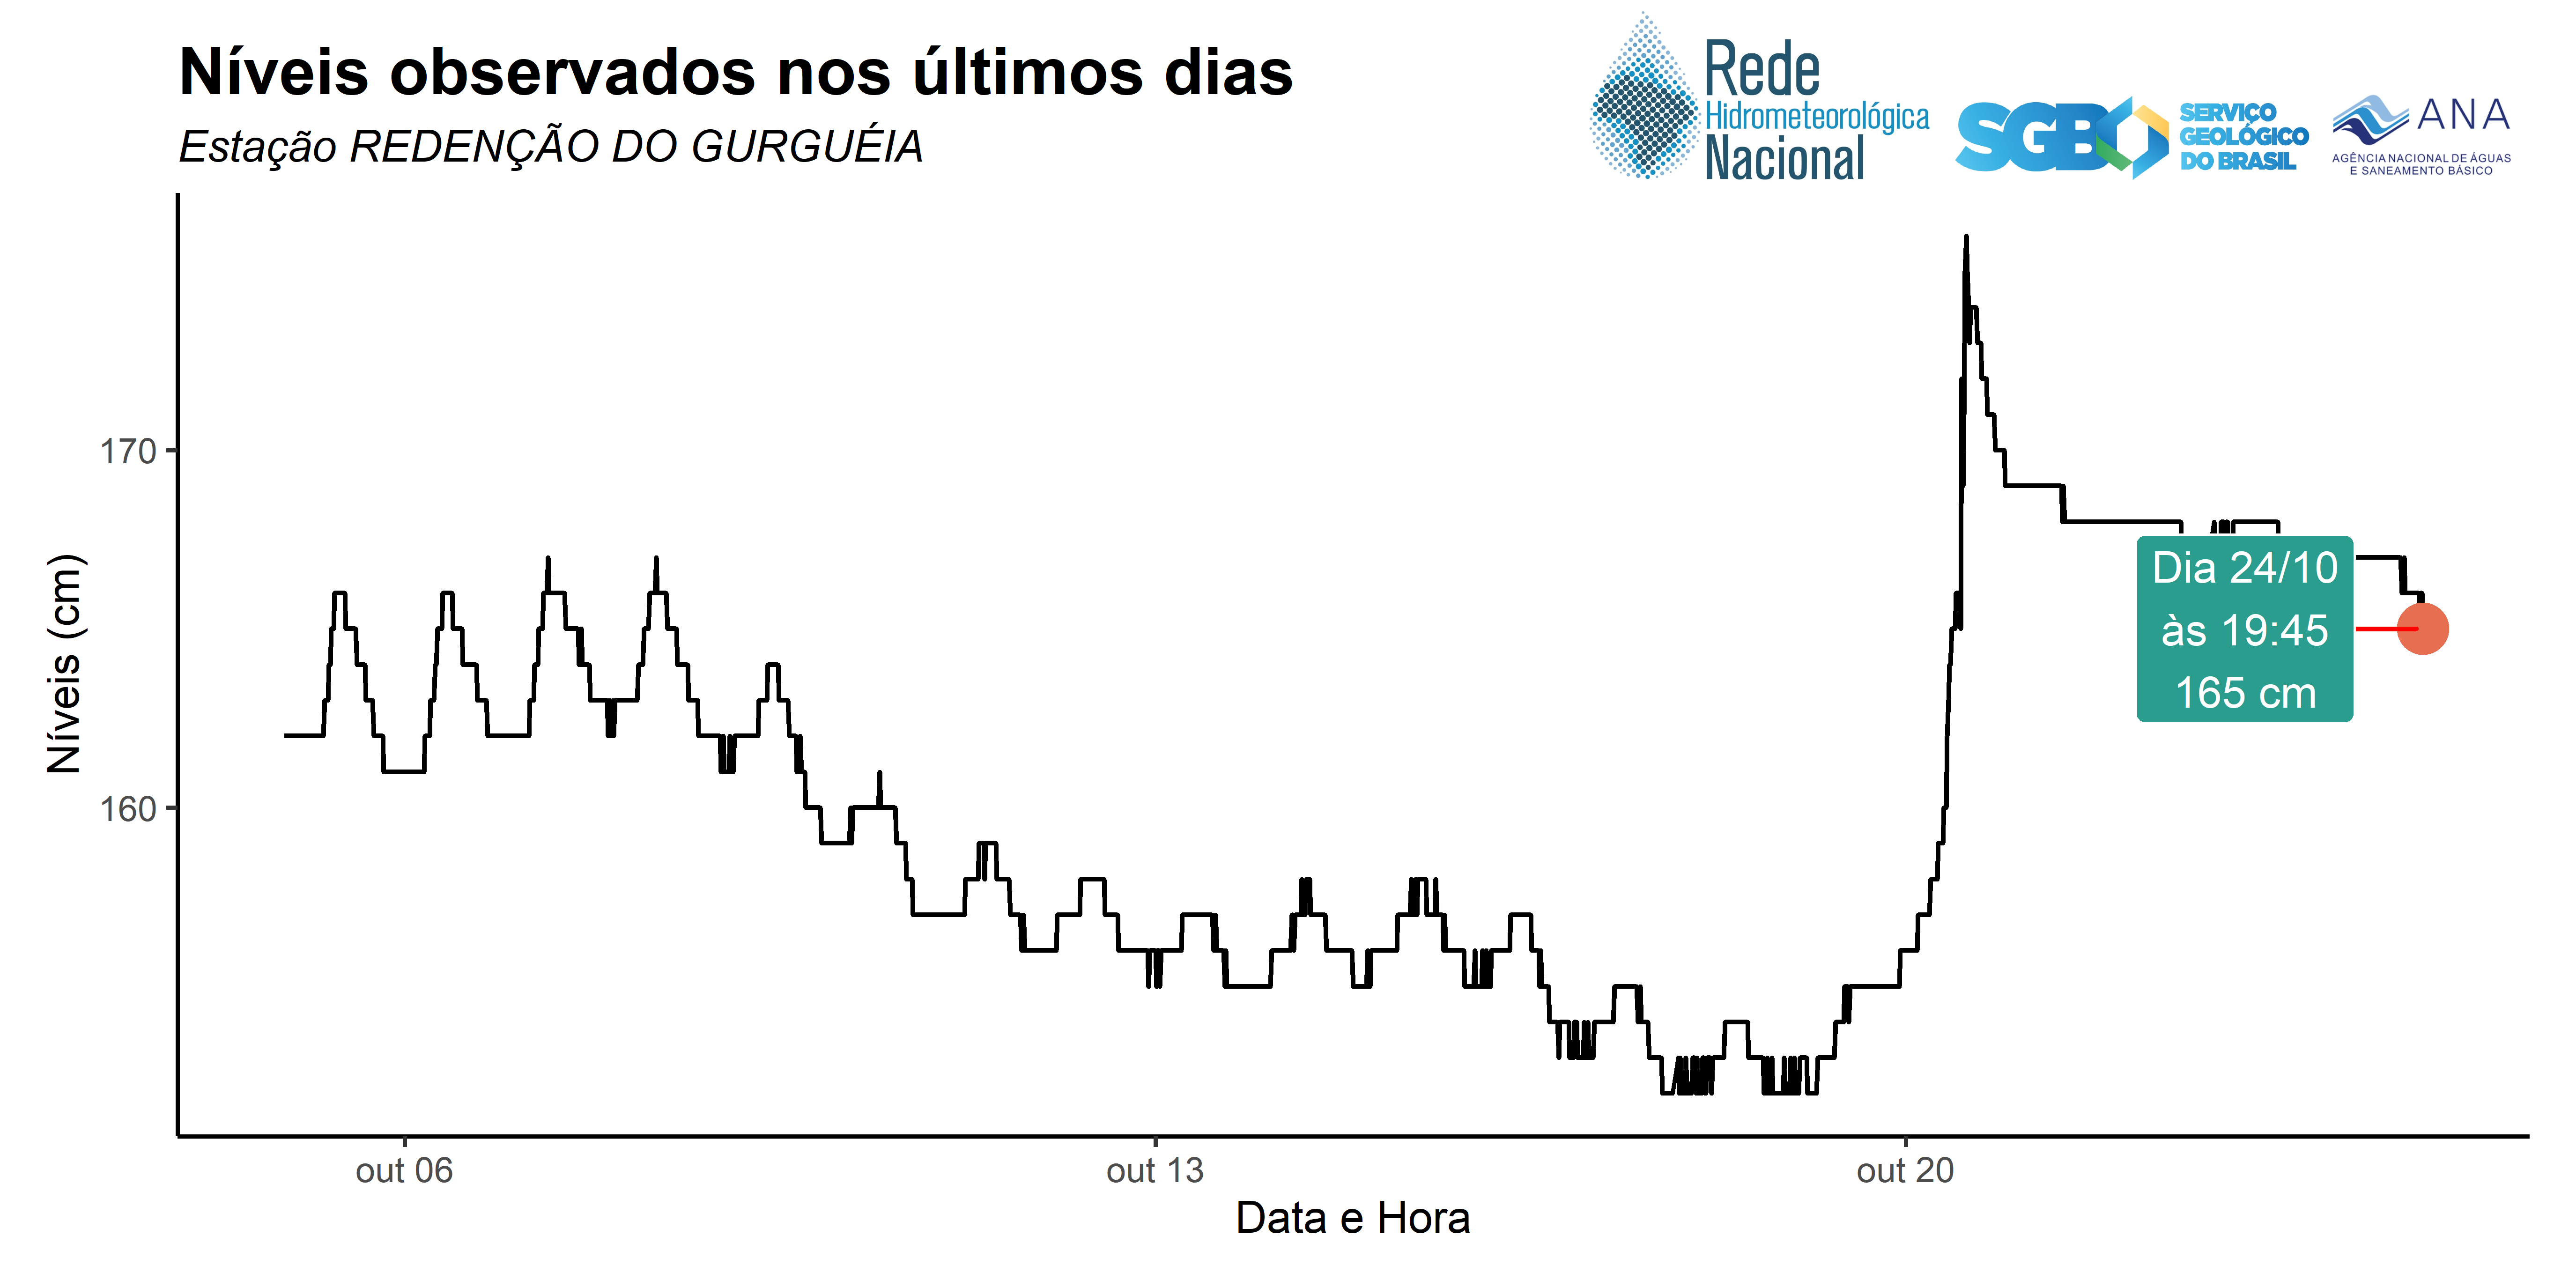 Níveis observados nos últimos dias
Estação REDENÇÃO DO GURGUÉIA
Rede
Hidrometeorológica
Nacional
SGB
SERVIÇO
GEOLÓGICO
DO BRASIL
ANA
AGÊNCIA NACIONAL DE ÁGUAS
E SANEAMENTO BÁSICO
170
160
Níveis (cm)
Dia 24/10
às 19:45
165 cm
out 06
out 13
out 20
Data e Hora